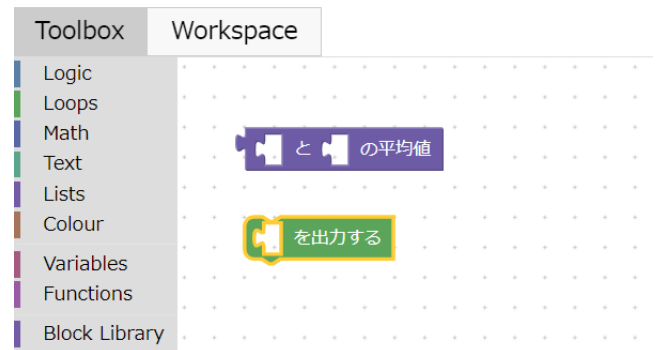 Toolbox Workspace
Logic
Loops
Math
Text
Lists
Colour
Variables
Functions
Block Library
と の平均値
を出力する